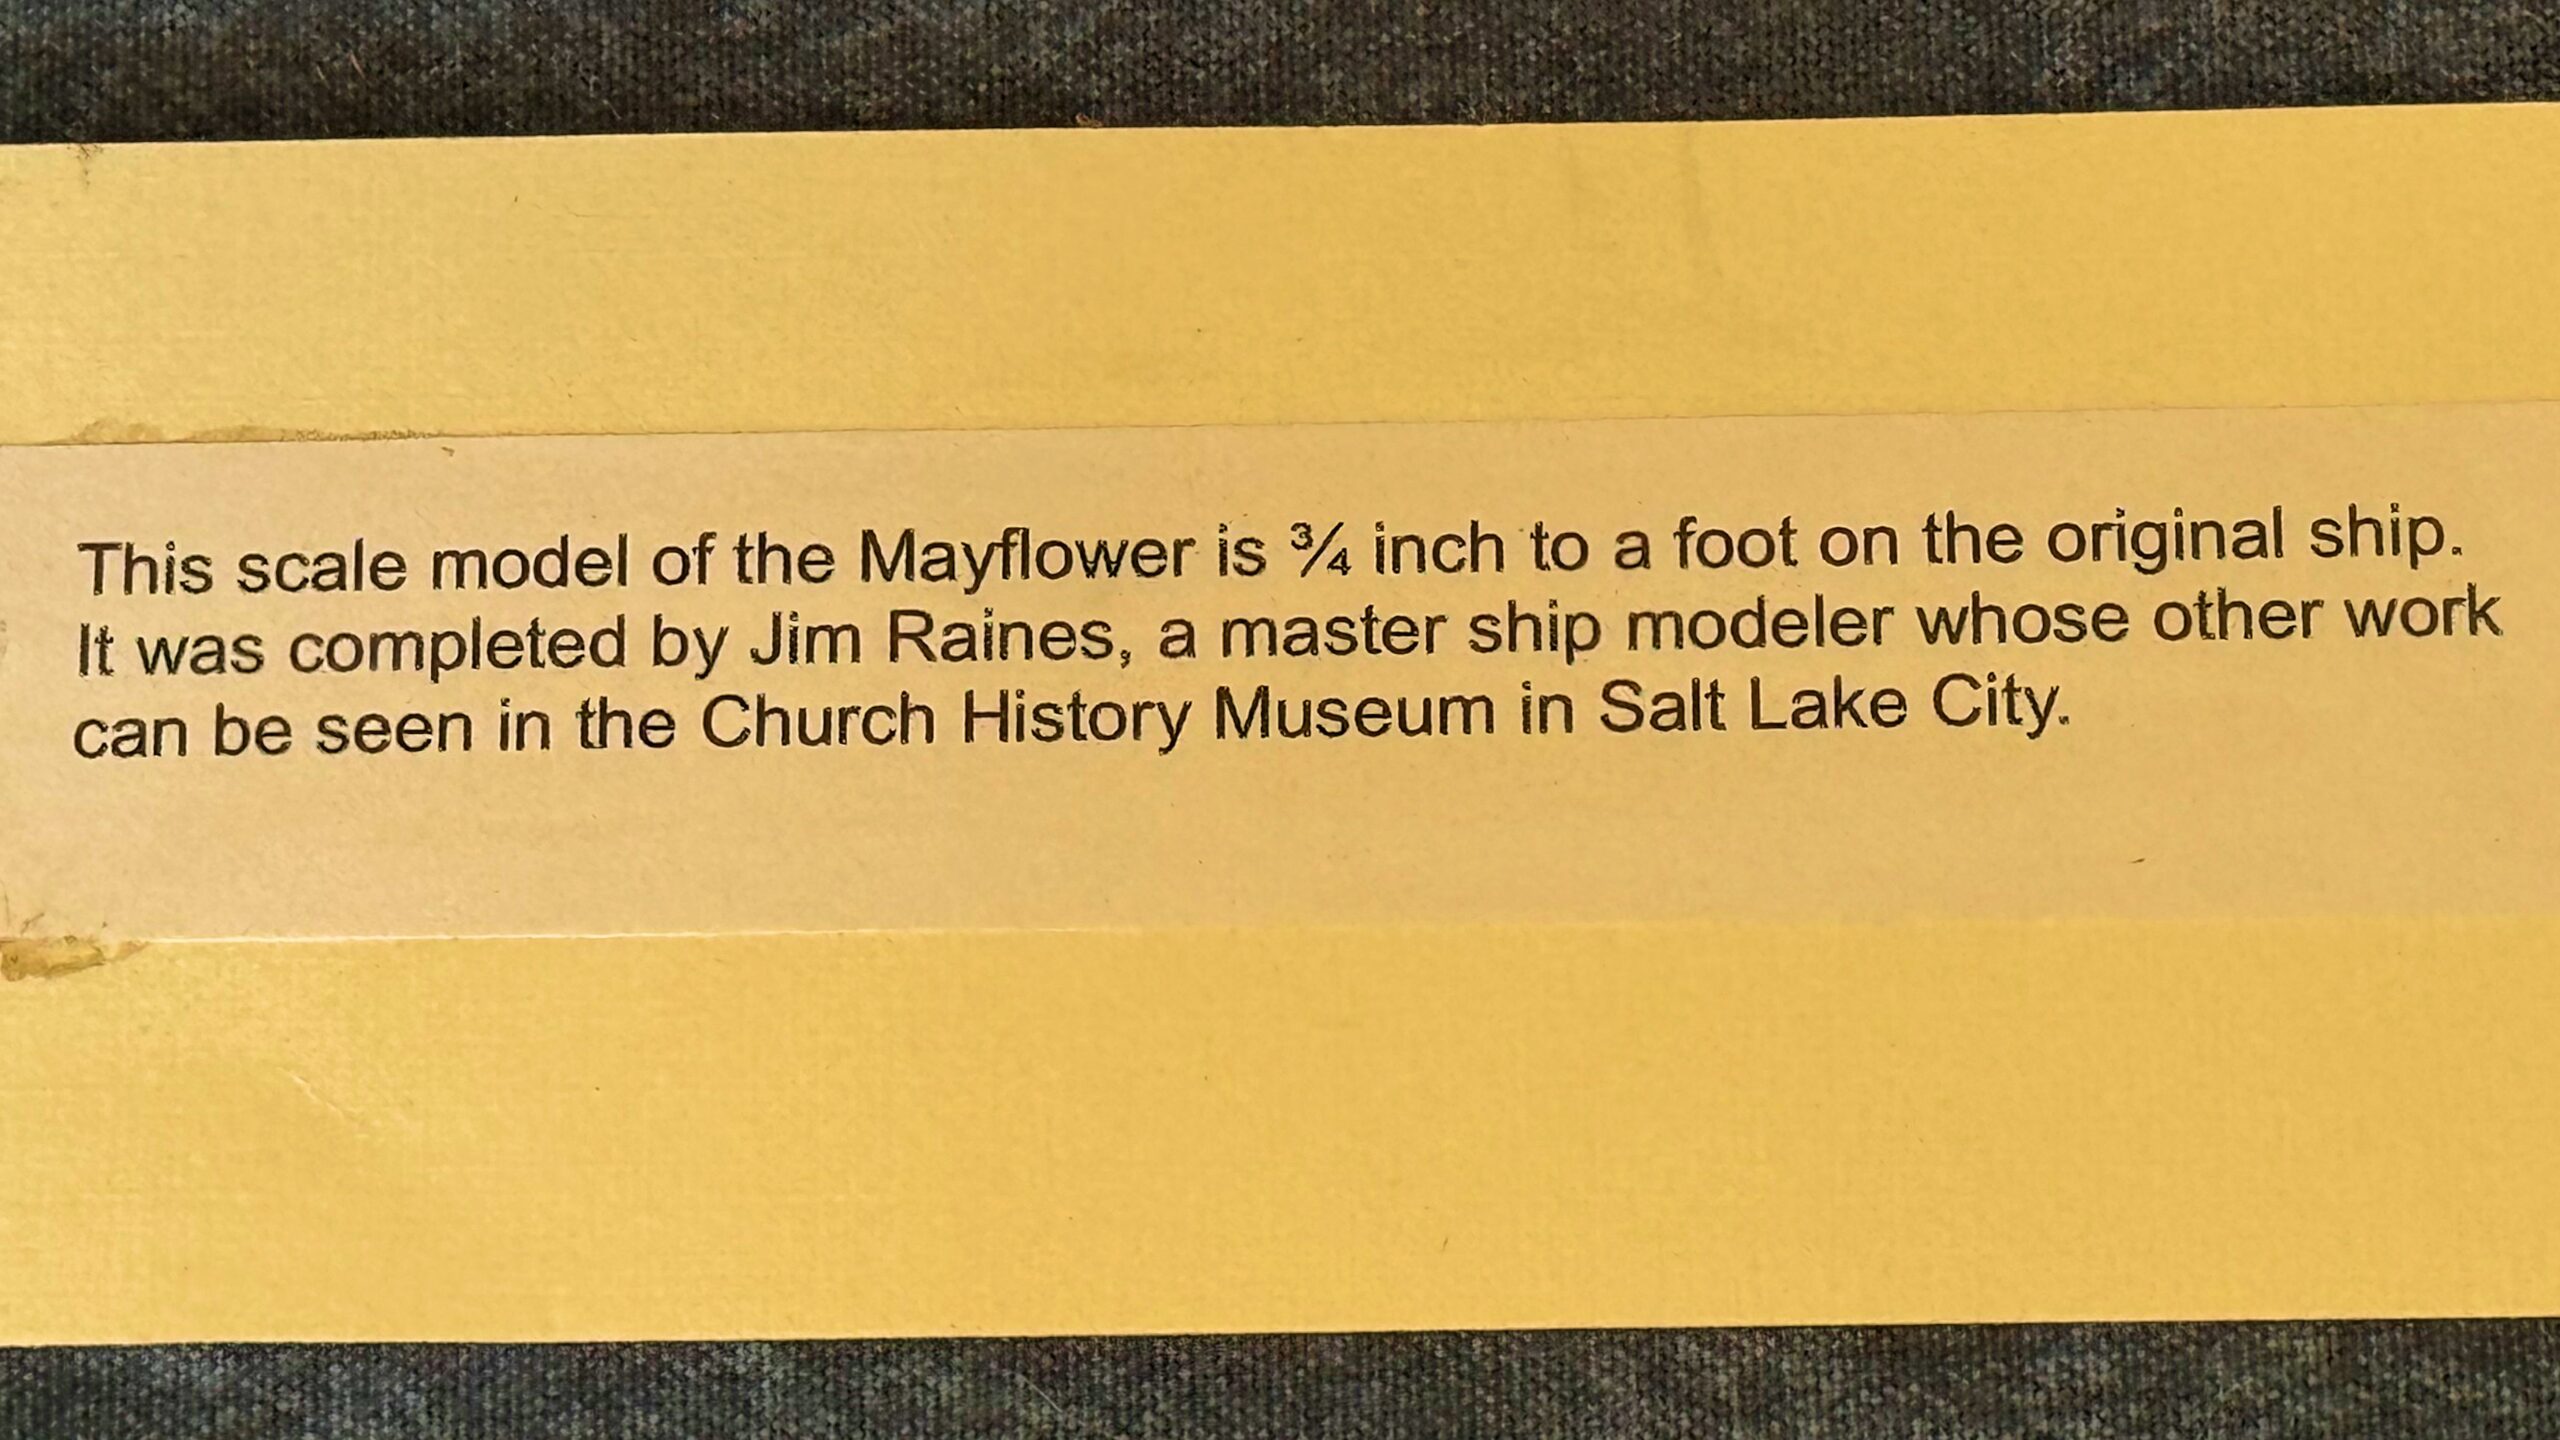 This scale model of the Mayflower is ¾ inch to a foot on the original ship.
It was completed by Jim Raines, a master ship modeler whose other work
can be seen in the Church History Museum in Salt Lake City.